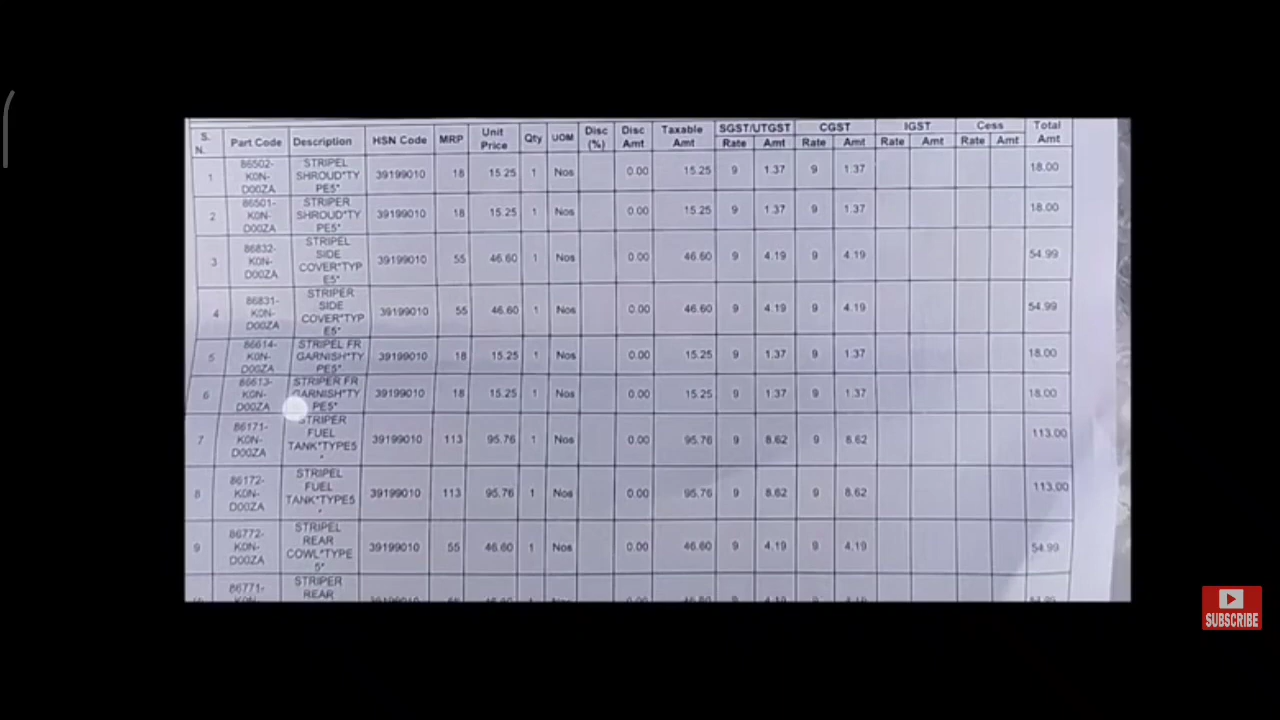 S. N. Part Code Description HSN Code MRP Unit Price Qty UOM Disc (%) Disc Amt Taxable Amt SGST/UTGST CGST IGST Cess Total Amt
Rate Amt Rate Amt Rate Amt Rate Amt
1 86502-K0N-D00ZA STRIPEL SHROUD*TYPE5* 39199010 18 15.25 1 Nos 0.00 15.25 9 1.37 9 1.37 18.00
2 86501-K0N-D00ZA STRIPER SHROUD*TYPE5* 39199010 18 15.25 1 Nos 0.00 15.25 9 1.37 9 1.37 18.00
3 86832-K0N-D00ZA STRIPEL SIDE COVER*TYPE5* 39199010 55 46.60 1 Nos 0.00 46.60 9 4.19 9 4.19 54.99
4 86831-K0N-D00ZA STRIPER SIDE COVER*TYPE5* 39199010 55 46.60 1 Nos 0.00 46.60 9 4.19 9 4.19 54.99
5 86614-K0N-D00ZA STRIPEL FR GARNISH*TYPE5* 39199010 18 15.25 1 Nos 0.00 15.25 9 1.37 9 1.37 18.00
6 86613-K0N-D00ZA STRIPER FR GARNISH*TYPE5* 39199010 18 15.25 1 Nos 0.00 15.25 9 1.37 9 1.37 18.00
7 86171-K0N-D00ZA STRIPER FUEL TANK*TYPE5* 39199010 113 95.76 1 Nos 0.00 95.76 9 8.62 9 8.62 113.00
8 86172-K0N-D00ZA STRIPEL FUEL TANK*TYPE5* 39199010 113 95.76 1 Nos 0.00 95.76 9 8.62 9 8.62 113.00
9 86772-K0N-D00ZA STRIPEL REAR COWL*TYPE5* 39199010 55 46.60 1 Nos 0.00 46.60 9 4.19 9 4.19 54.99
86771- STRIPER REAR
SUBSCRIBE